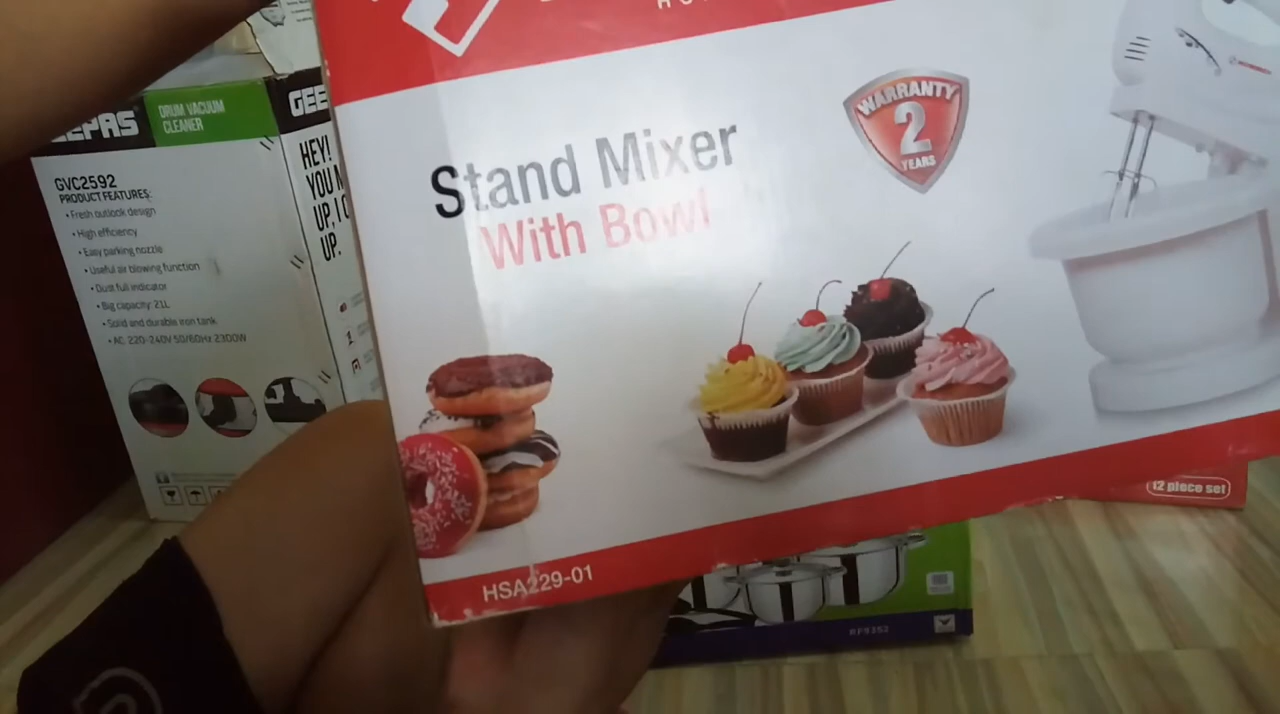 EEPAS
DRUM VACUUM
CLEANER
GVC2592
PRODUCT FEATURES:
• Fresh outlook design
• High efficiency
• Easy parking nozzle
• Useful air blowing function
• Dust full indicator
• Big capacity: 21L
• Solid and durable iron tank
• AC 220-240V 50/60Hz 2300W
GEE
HEY!
YOU
UP, I
UP.
Stand Mixer
With Bowl
WARRANTY
2
YEARS
HSA229-01
12 piece set
RF9352